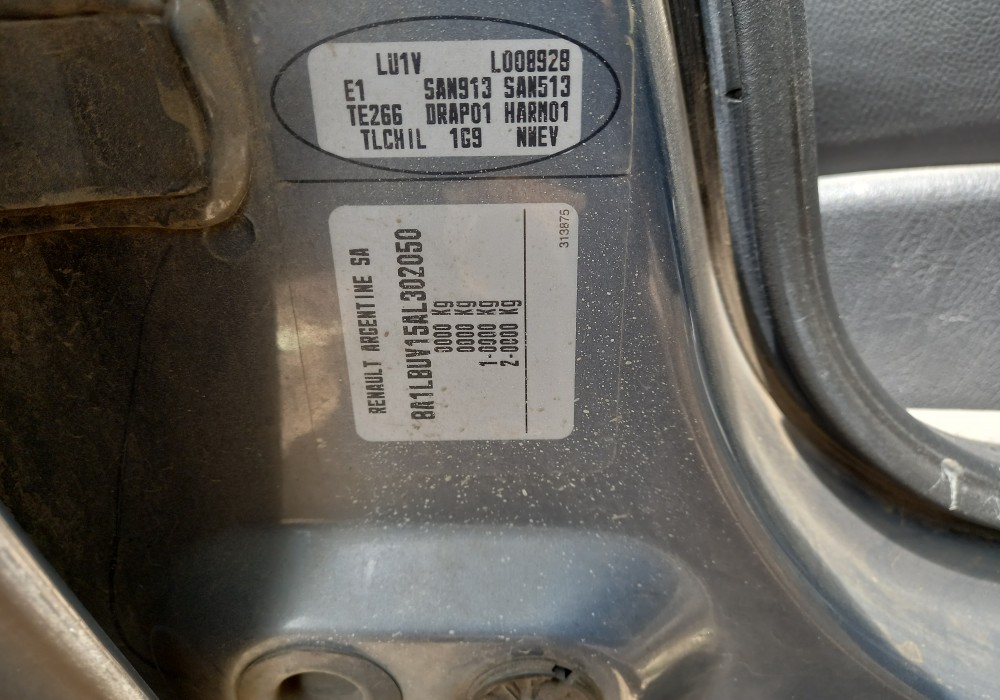 LU1V L008928
E1 SAN913 SAN513
TE266 DRAP01 HARM01
TLCHIL 1G9 NMEV
RENAULT ARGENTINE SA
8A1LBUV15AL302050
0000 Kg
0000 Kg
1-0000 Kg
2-0000 Kg
313875